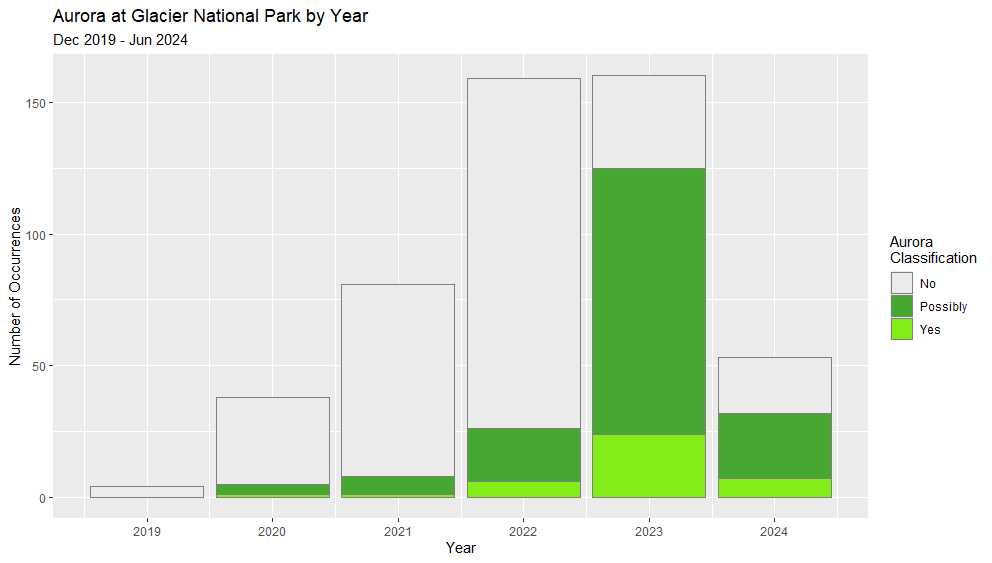 Aurora at Glacier National Park by Year
Dec 2019 - Jun 2024
Number of Occurrences
150
100
50
0
2019
2020
2021
2022
2023
2024
Year
Aurora
Classification
No
Possibly
Yes